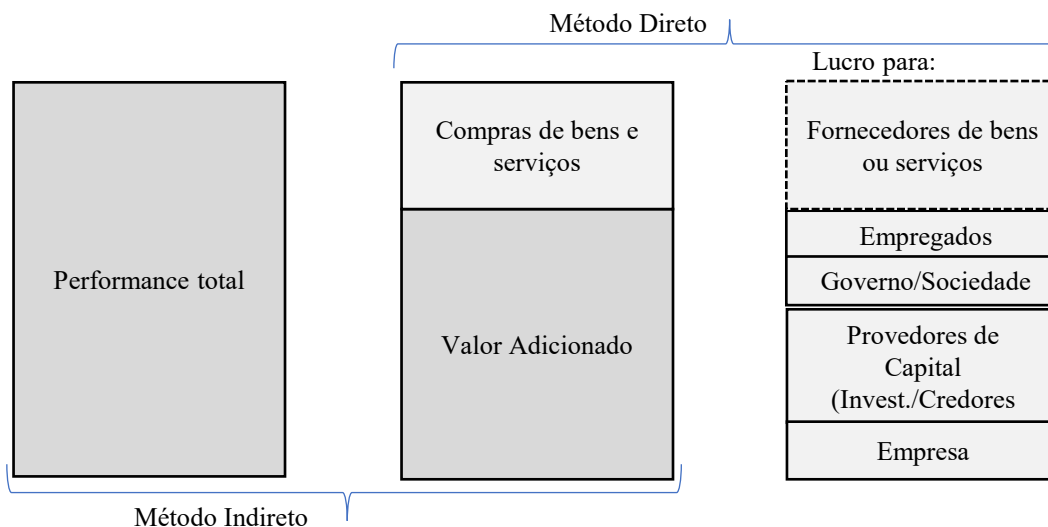 Método Direto
Lucro para:
Compras de bens e
serviços
Fornecedores de bens
ou serviços
Performance total
Valor Adicionado
Empregados
Governo/Sociedade
Provedores de
Capital
(Invest./Credores
Empresa
Método Indireto